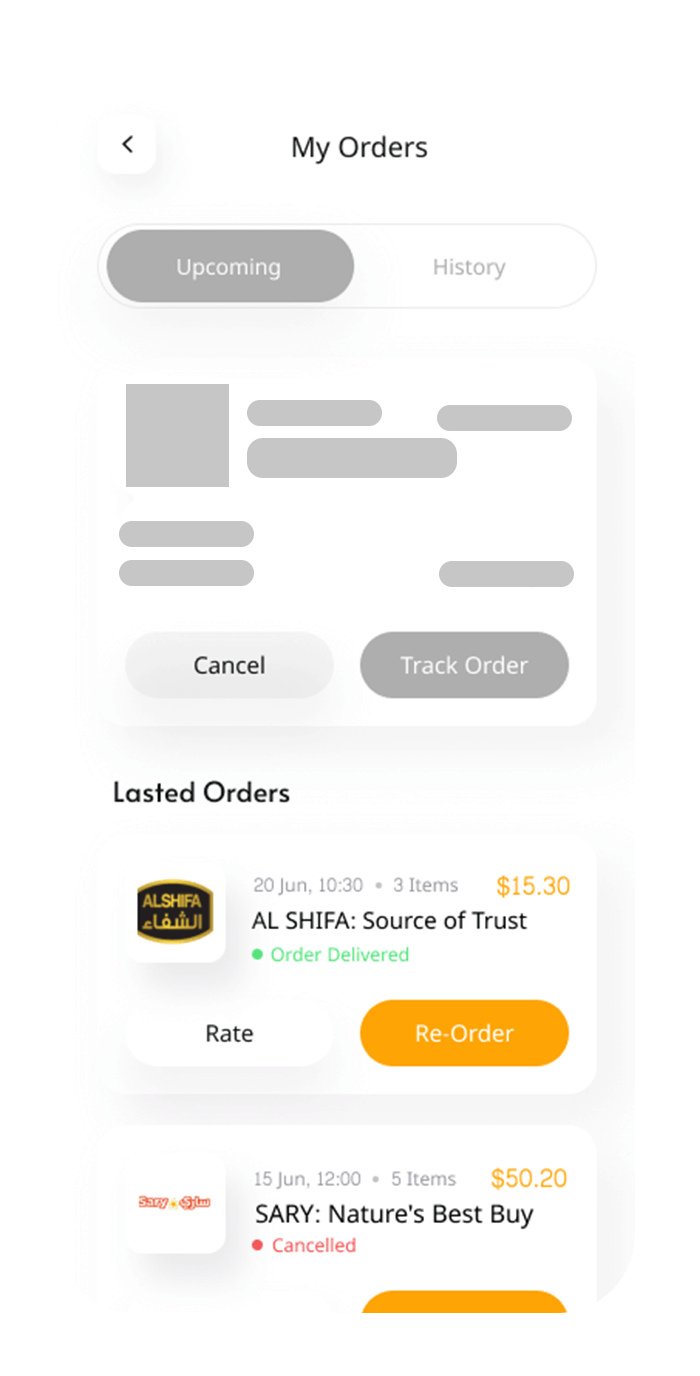 My Orders
Upcoming
History
Cancel
Track Order
Lasted Orders
ALSHIFA
الشفاء
20 Jun, 10:30 • 3 Items
$15.30
AL SHIFA: Source of Trust
Order Delivered
Rate
Re-Order
Sary ساري
15 Jun, 12:00 • 5 Items
$50.20
SARY: Nature's Best Buy
Cancelled